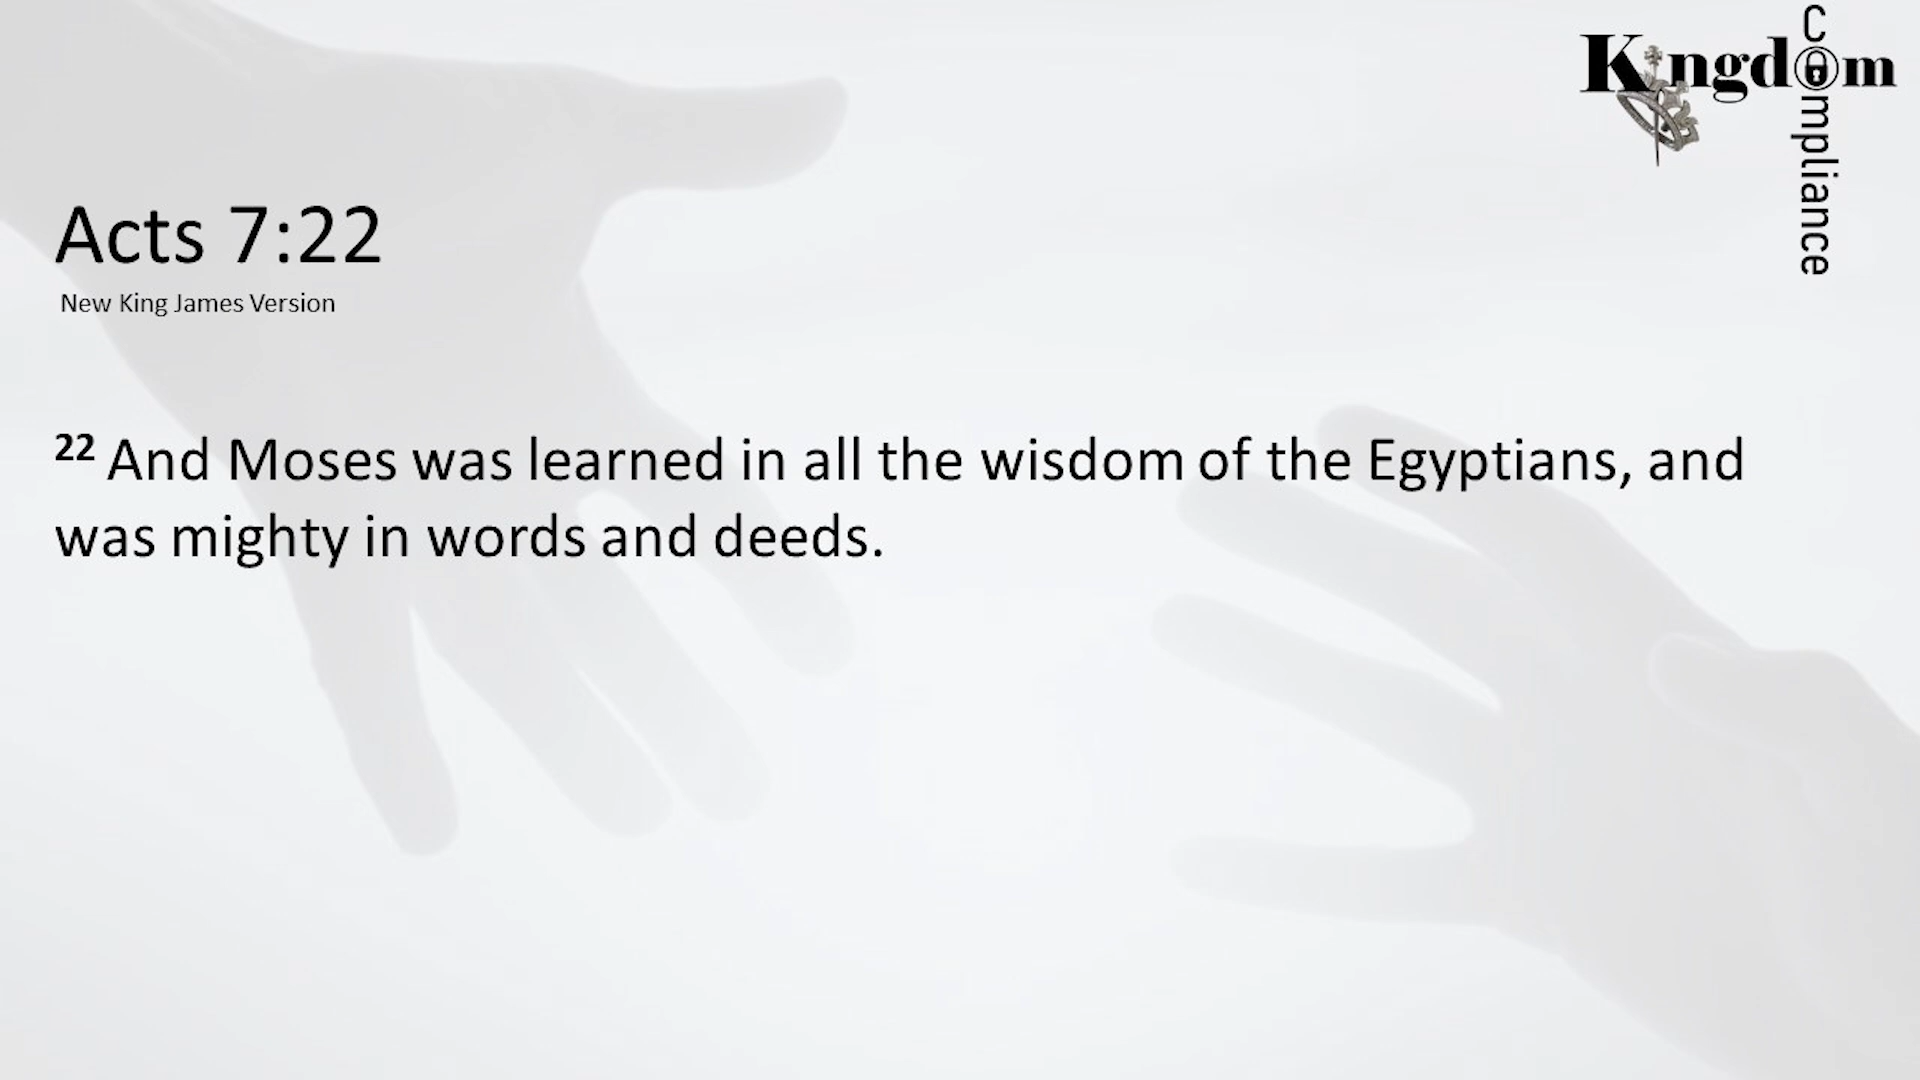 Kingdom
Compliance
Acts 7:22
New King James Version
22 And Moses was learned in all the wisdom of the Egyptians, and
was mighty in words and deeds.